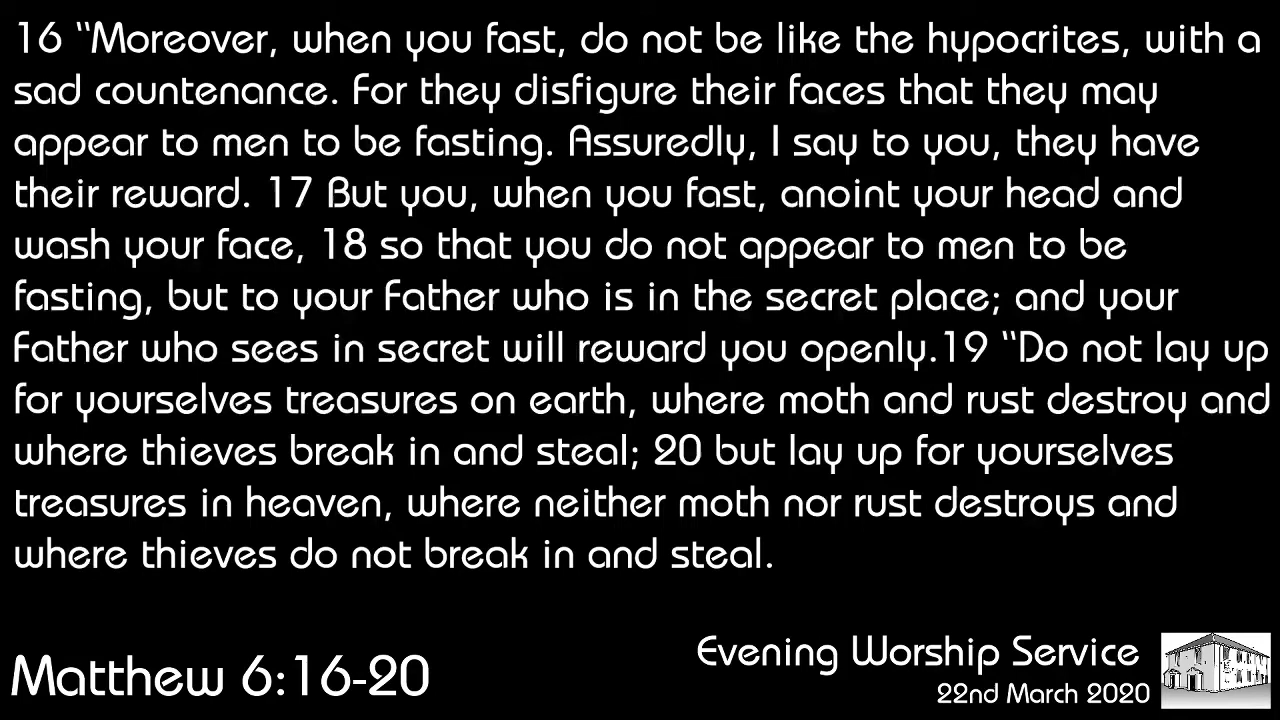 16 “Moreover, when you fast, do not be like the hypocrites, with a
sad countenance. For they disfigure their faces that they may
appear to men to be fasting. Assuredly, I say to you, they have
their reward. 17 But you, when you fast, anoint your head and
wash your face, 18 so that you do not appear to men to be
fasting, but to your Father who is in the secret place; and your
Father who sees in secret will reward you openly.19 “Do not lay up
for yourselves treasures on earth, where moth and rust destroy and
where thieves break in and steal; 20 but lay up for yourselves
treasures in heaven, where neither moth nor rust destroys and
where thieves do not break in and steal.
Matthew 6:16-20
Evening Worship Service
22nd March 2020